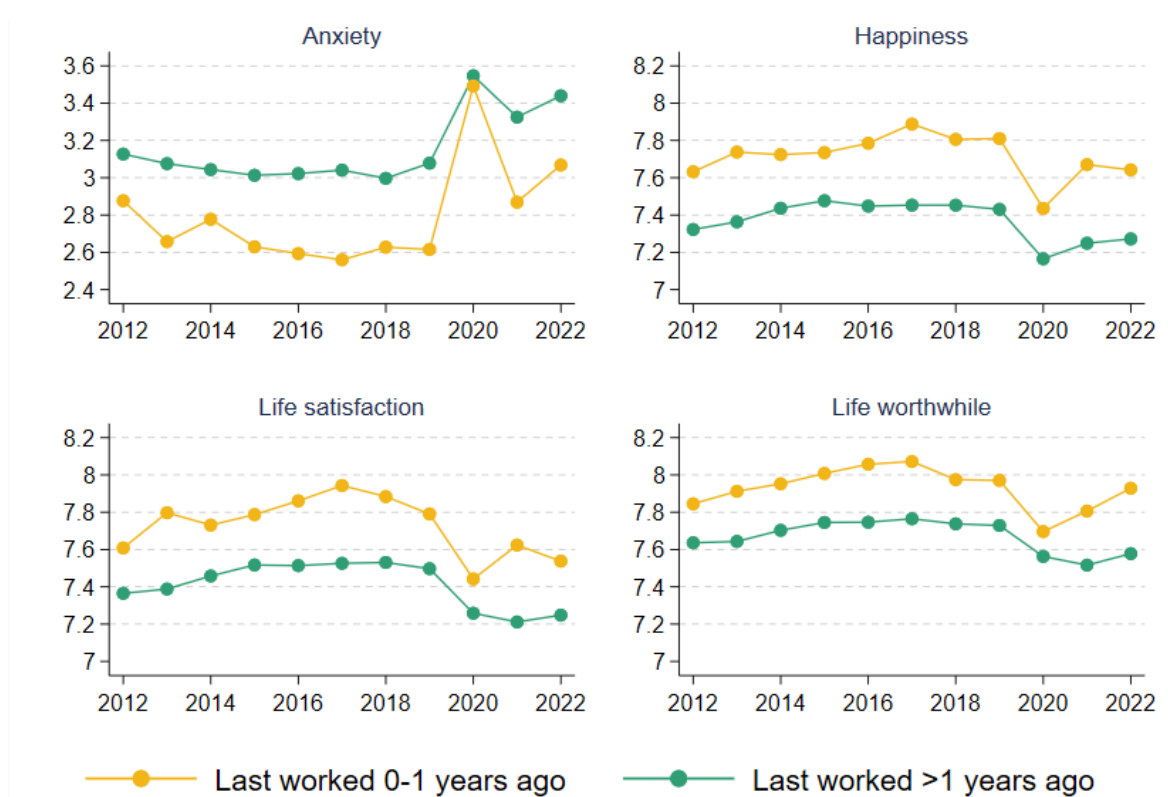 Anxiety
3.6
3.4
3.2
3
2.8
2.6
2.4
2012 2014 2016 2018 2020 2022
Happiness
8.2
8
7.8
7.6
7.4
7.2
7
2012 2014 2016 2018 2020 2022
Life satisfaction
8.2
8
7.8
7.6
7.4
7.2
7
2012 2014 2016 2018 2020 2022
Life worthwhile
8.2
8
7.8
7.6
7.4
7.2
7
2012 2014 2016 2018 2020 2022
Last worked 0-1 years ago
Last worked >1 years ago